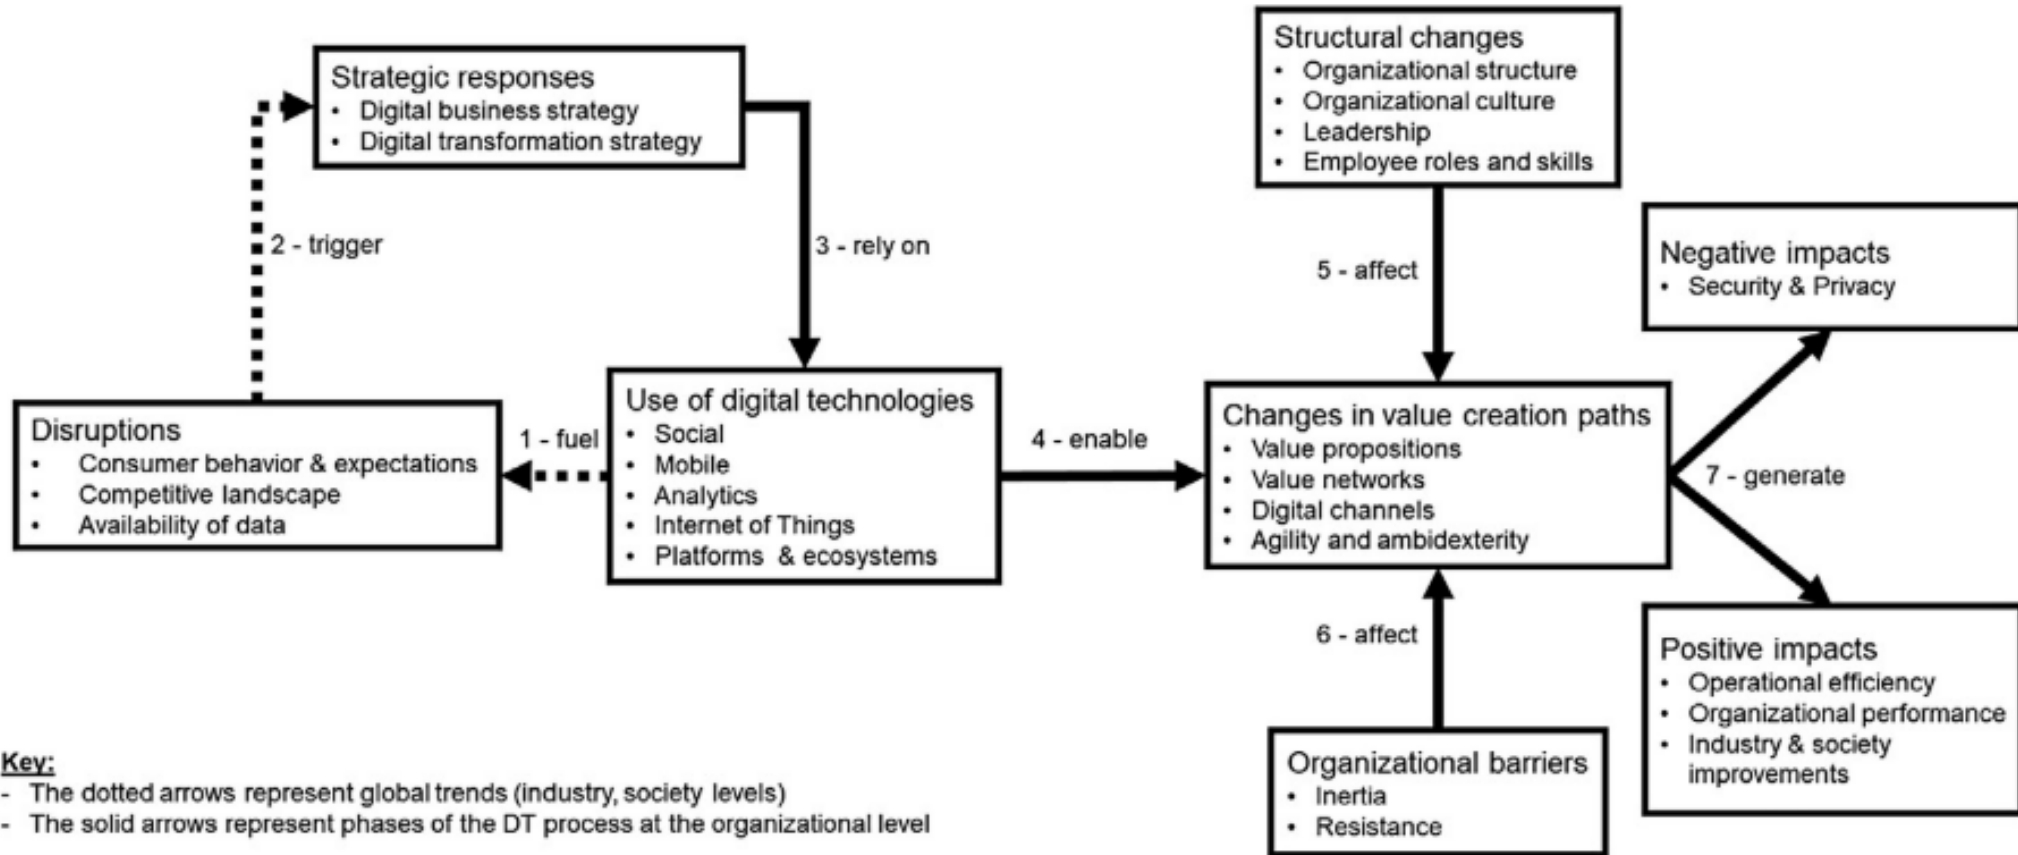 Strategic responses
• Digital business strategy
• Digital transformation strategy
2 - trigger
3 - rely on
Disruptions
• Consumer behavior & expectations
• Competitive landscape
• Availability of data
1 - fuel
Use of digital technologies
• Social
• Mobile
• Analytics
• Internet of Things
• Platforms & ecosystems
4 - enable
Structural changes
• Organizational structure
• Organizational culture
• Leadership
• Employee roles and skills
5 - affect
Changes in value creation paths
• Value propositions
• Value networks
• Digital channels
• Agility and ambidexterity
6 - affect
Organizational barriers
• Inertia
• Resistance
7 - generate
Negative impacts
• Security & Privacy
Positive impacts
• Operational efficiency
• Organizational performance
• Industry & society
improvements
Key:
- The dotted arrows represent global trends (industry, society levels)
- The solid arrows represent phases of the DT process at the organizational level